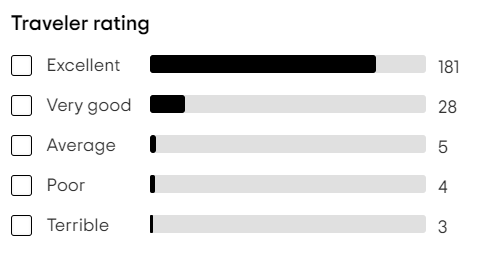 Traveler rating
Excellent 181
Very good 28
Average 5
Poor 4
Terrible 3